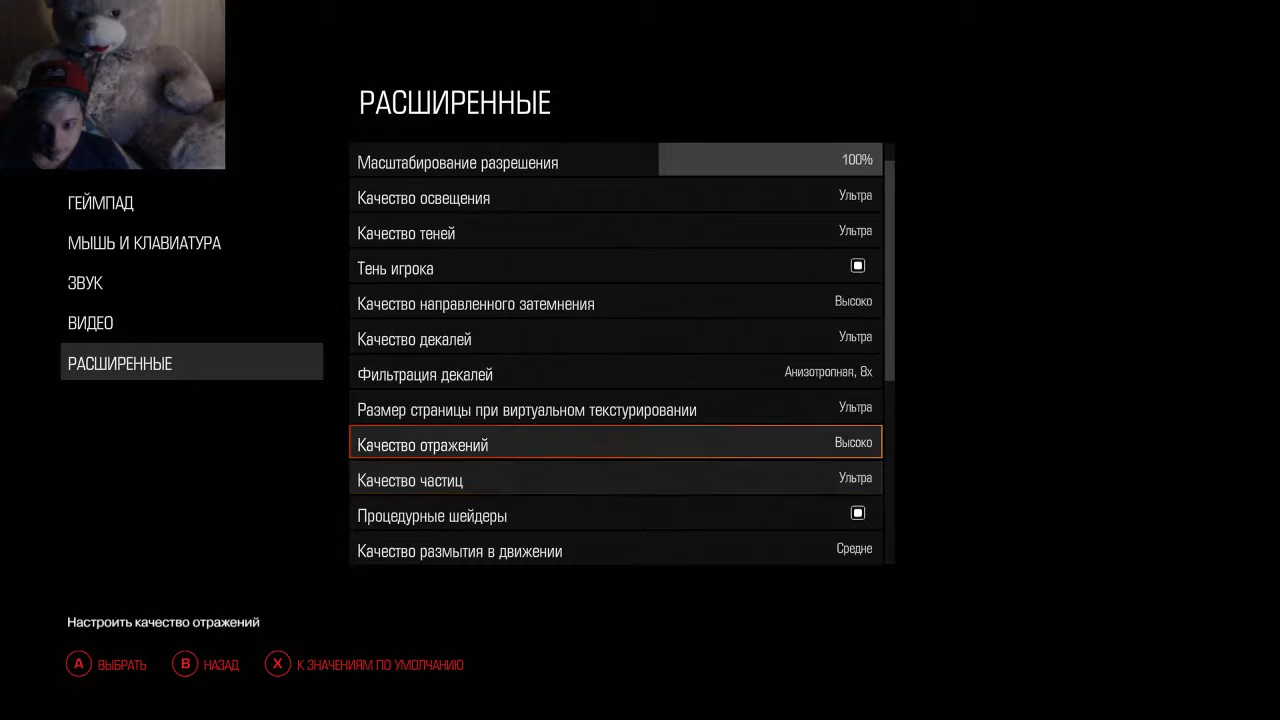 РАСШИРЕННЫЕ
ГЕЙМПАД
МЫШЬ И КЛАВИАТУРА
ЗВУК
ВИДЕО
РАСШИРЕННЫЕ
Масштабирование разрешения 100%
Качество освещения Ультра
Качество теней Ультра
Тень игрока
Качество направленного затемнения Высоко
Качество декалей Ультра
Фильтрация декалей Анизотропная, 8x
Размер страницы при виртуальном текстурировании Ультра
Качество отражений Высоко
Качество частиц Ультра
Процедурные шейдеры
Качество размытия в движении Средне
Настроить качество отражений
A ВЫБРАТЬ B НАЗАД X К ЗНАЧЕНИЯМ ПО УМОЛЧАНИЮ